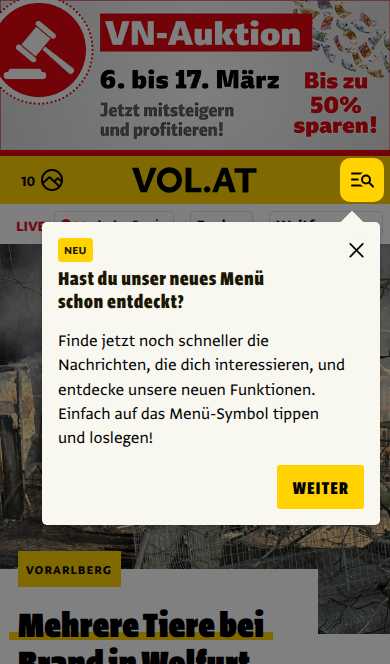 VN-Auktion
6. bis 17. März
Jetzt mitsteigern
und profitieren!
Bis zu
50%
sparen!
10
VOL.AT
LIVE
NEU
Hast du unser neues Menü
schon entdeckt?
Finde jetzt noch schneller die
Nachrichten, die dich interessieren, und
entdecke unsere neuen Funktionen.
Einfach auf das Menü-Symbol tippen
und loslegen!
WEITER
VORARLBERG
Mehrere Tiere bei
Brand in Wolfurt